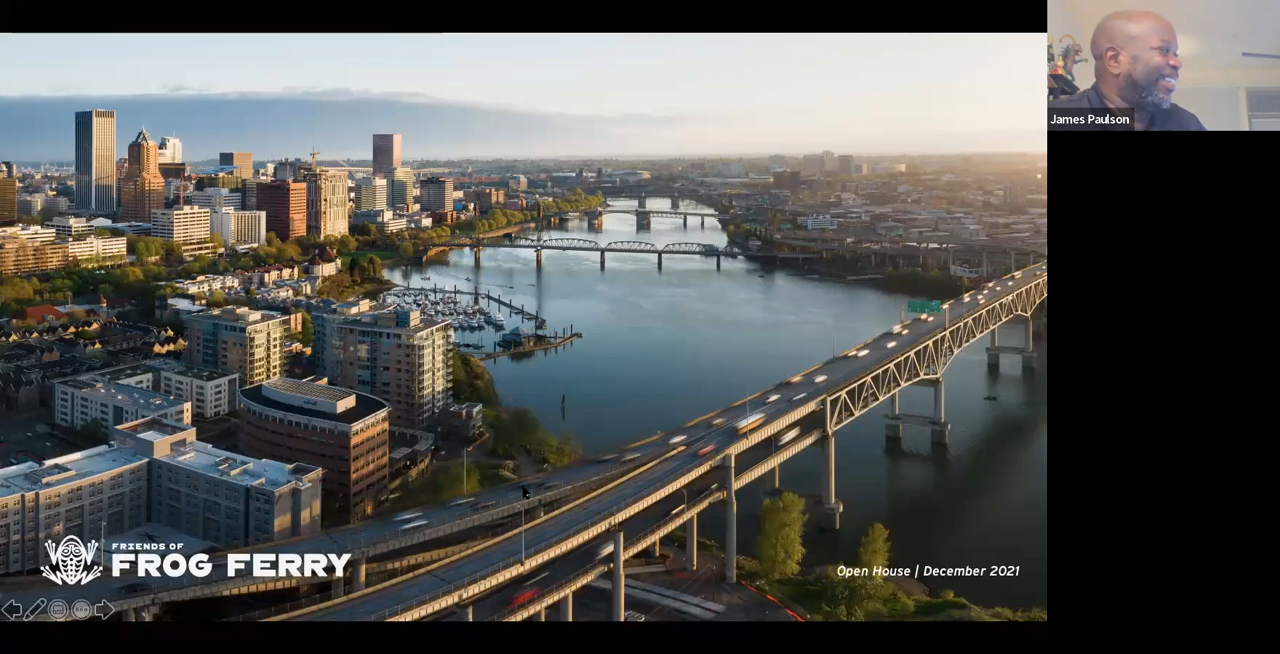 James Paulson
FRIENDS OF
FROG FERRY
Open House | December 2021